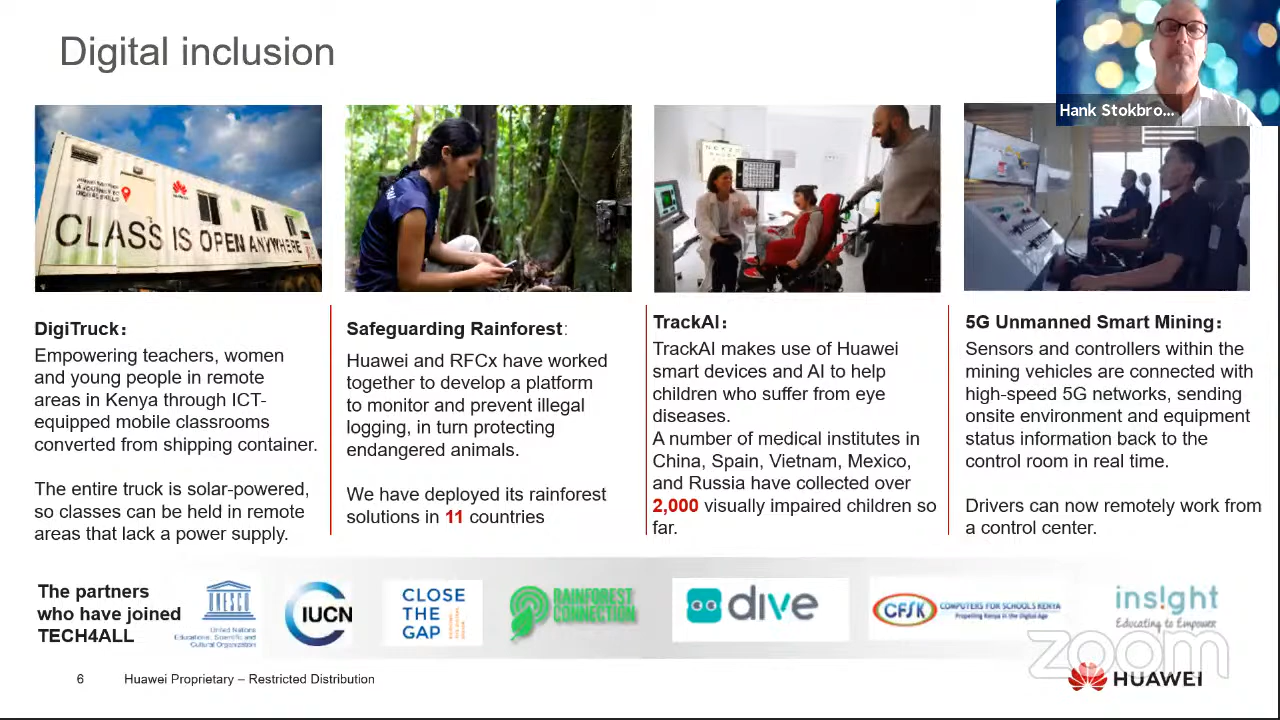 Digital inclusion
Hank Stokbro...
CLASS IS OPEN ANYWHERE
DigiTruck:
Empowering teachers, women
and young people in remote
areas in Kenya through ICT-
equipped mobile classrooms
converted from shipping container.
The entire truck is solar-powered,
so classes can be held in remote
areas that lack a power supply.
Safeguarding Rainforest:
Huawei and RFCx have worked
together to develop a platform
to monitor and prevent illegal
logging, in turn protecting
endangered animals.
We have deployed its rainforest
solutions in 11 countries
TrackAI:
TrackAI makes use of Huawei
smart devices and AI to help
children who suffer from eye
diseases.
A number of medical institutes in
China, Spain, Vietnam, Mexico,
and Russia have collected over
2,000 visually impaired children so
far.
5G Unmanned Smart Mining:
Sensors and controllers within the
mining vehicles are connected with
high-speed 5G networks, sending
onsite environment and equipment
status information back to the
control room in real time.
Drivers can now remotely work from
a control center.
The partners
who have joined
TECH4ALL
UNESCO
United Nations
Educational, Scientific and
Cultural Organization
IUCN
CLOSE
THE
GAP
RAINFOREST
CONNECTION
dive
CFSK
COMPUTERS FOR SCHOOLS KENYA
Propelling Kenya in the Digital Age
ins!ght
Educating to Empower
zoom
6
Huawei Proprietary – Restricted Distribution
HUAWEI